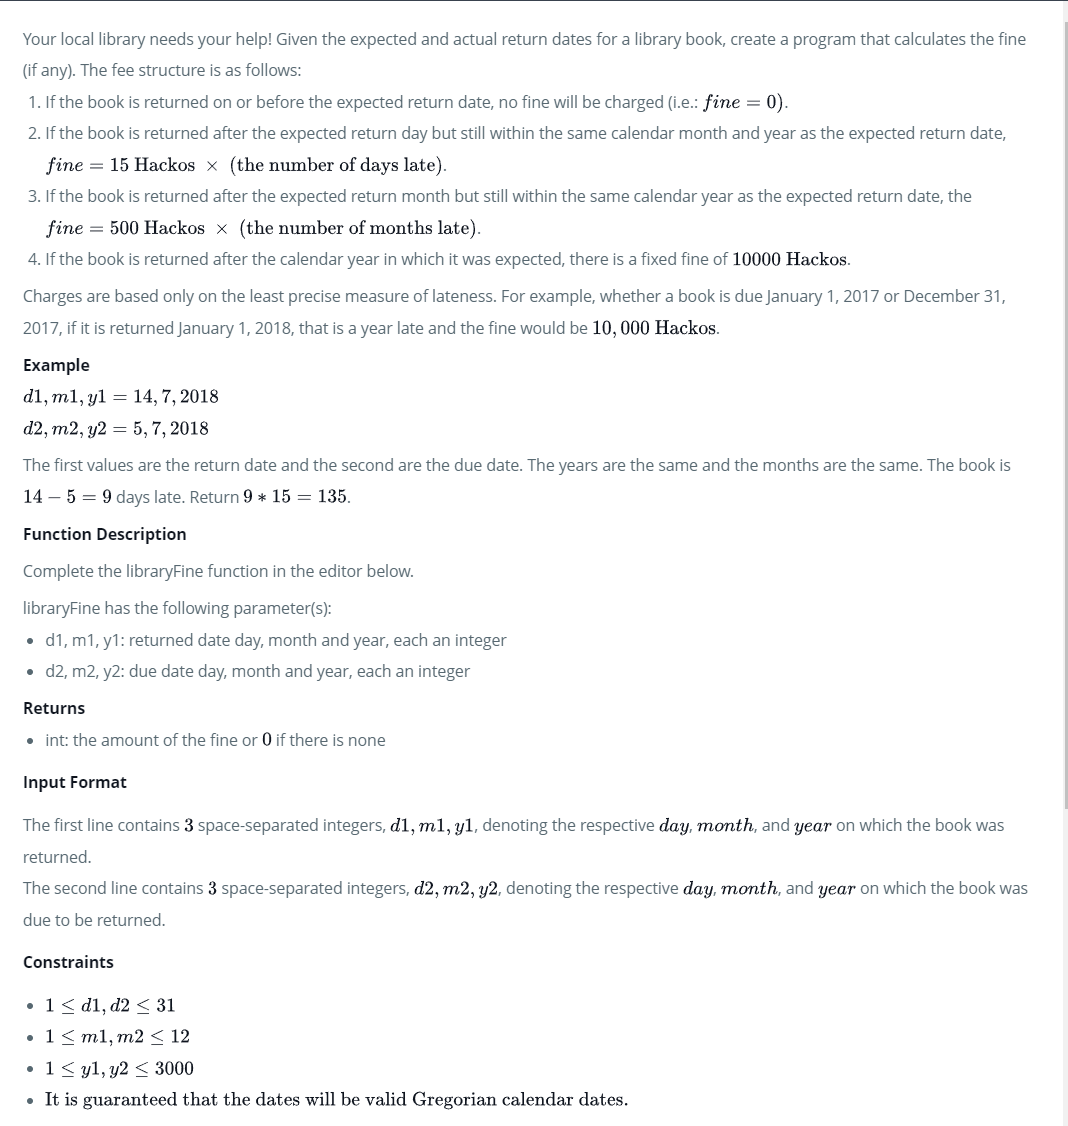 Your local library needs your help! Given the expected and actual return dates for a library book, create a program that calculates the fine
(if any). The fee structure is as follows:
1. If the book is returned on or before the expected return date, no fine will be charged (i.e.: fine = 0).
2. If the book is returned after the expected return day but still within the same calendar month and year as the expected return date,
fine = 15 Hackos × (the number of days late).
3. If the book is returned after the expected return month but still within the same calendar year as the expected return date, the
fine = 500 Hackos × (the number of months late).
4. If the book is returned after the calendar year in which it was expected, there is a fixed fine of 10000 Hackos.
Charges are based only on the least precise measure of lateness. For example, whether a book is due January 1, 2017 or December 31,
2017, if it is returned January 1, 2018, that is a year late and the fine would be 10, 000 Hackos.
Example
d1, m1, y1 = 14, 7, 2018
d2, m2, y2 = 5, 7, 2018
The first values are the return date and the second are the due date. The years are the same and the months are the same. The book is
14 − 5 = 9 days late. Return 9 * 15 = 135.
Function Description
Complete the libraryFine function in the editor below.
libraryFine has the following parameter(s):
• d1, m1, y1: returned date day, month and year, each an integer
• d2, m2, y2: due date day, month and year, each an integer
Returns
• int: the amount of the fine or 0 if there is none
Input Format
The first line contains 3 space-separated integers, d1, m1, y1, denoting the respective day, month, and year on which the book was
returned.
The second line contains 3 space-separated integers, d2, m2, y2, denoting the respective day, month, and year on which the book was
due to be returned.
Constraints
• 1 ≤ d1, d2 ≤ 31
• 1 ≤ m1, m2 ≤ 12
• 1 ≤ y1, y2 ≤ 3000
• It is guaranteed that the dates will be valid Gregorian calendar dates.